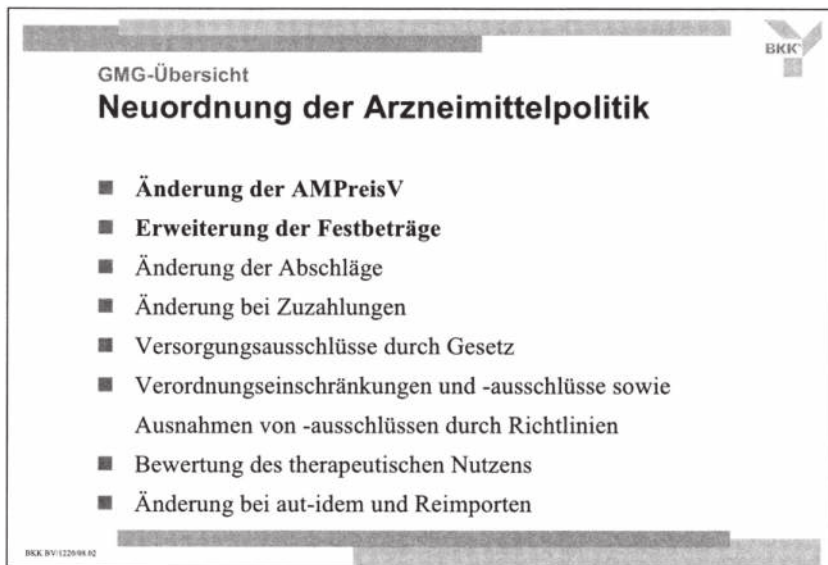 BKK
GMG-Übersicht
Neuordnung der Arzneimittelpolitik
Änderung der AMPreisV
Erweiterung der Festbeträge
Änderung der Abschläge
Änderung bei Zuzahlungen
Versorgungsausschlüsse durch Gesetz
Verordnungseinschränkungen und -ausschlüsse sowie
Ausnahmen von -ausschlüssen durch Richtlinien
Bewertung des therapeutischen Nutzens
Änderung bei aut-idem und Reimporten
BKK BV/